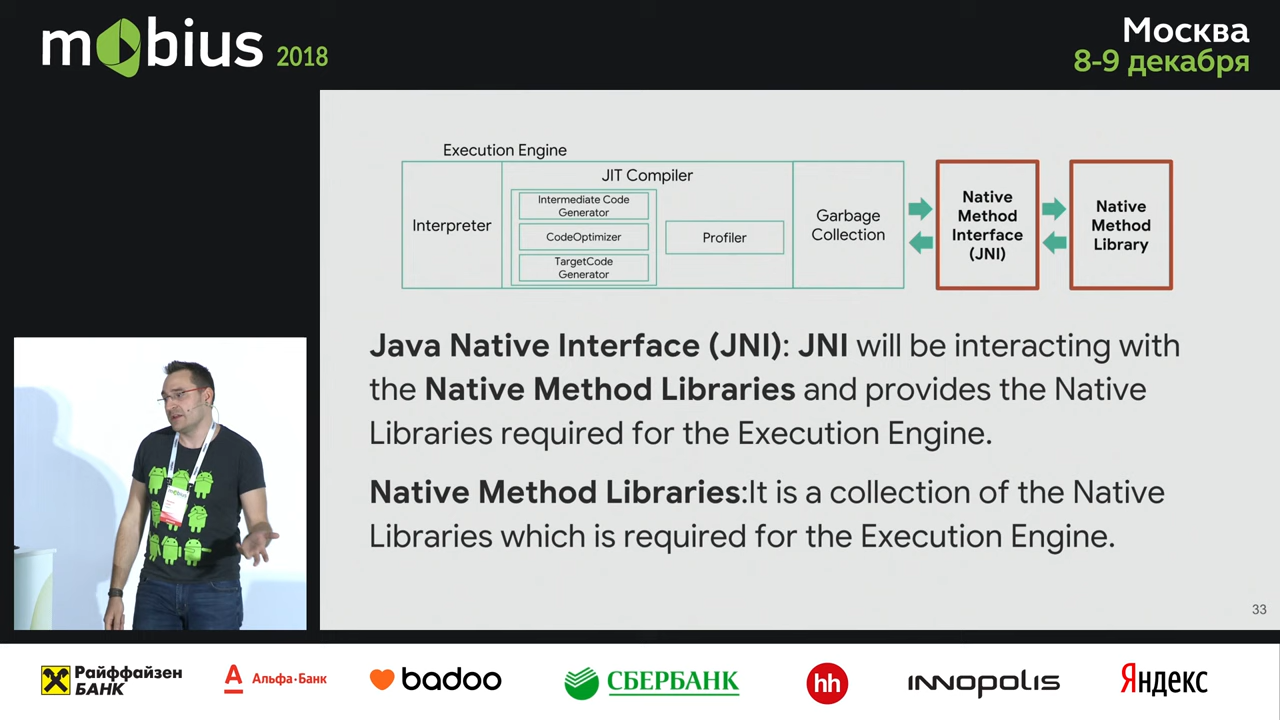 mobius 2018
Москва
8-9 декабря
Execution Engine
Interpreter
JIT Compiler
Intermediate Code
Generator
CodeOptimizer
TargetCode
Generator
Profiler
Garbage
Collection
Native
Method
Interface
(JNI)
Native
Method
Library
Java Native Interface (JNI): JNI will be interacting with
the Native Method Libraries and provides the Native
Libraries required for the Execution Engine.
Native Method Libraries:It is a collection of the Native
Libraries which is required for the Execution Engine.
33
mobius
Райффайзен
БАНК
А
Альфа·Банк
badoo
СБЕРБАНК
hh
INNOPOLIS
Яндекс